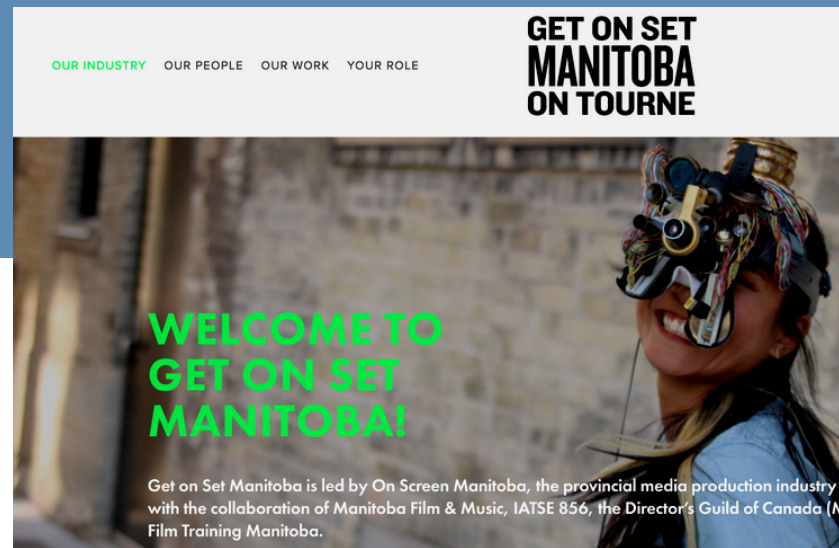 OUR INDUSTRY OUR PEOPLE OUR WORK YOUR ROLE
GET ON SET
MANITOBA
ON TOURNE
WELCOME TO
GET ON SET
MANITOBA!
Get on Set Manitoba is led by On Screen Manitoba, the provincial media production industry
with the collaboration of Manitoba Film & Music, IATSE 856, the Director's Guild of Canada (M
Film Training Manitoba.